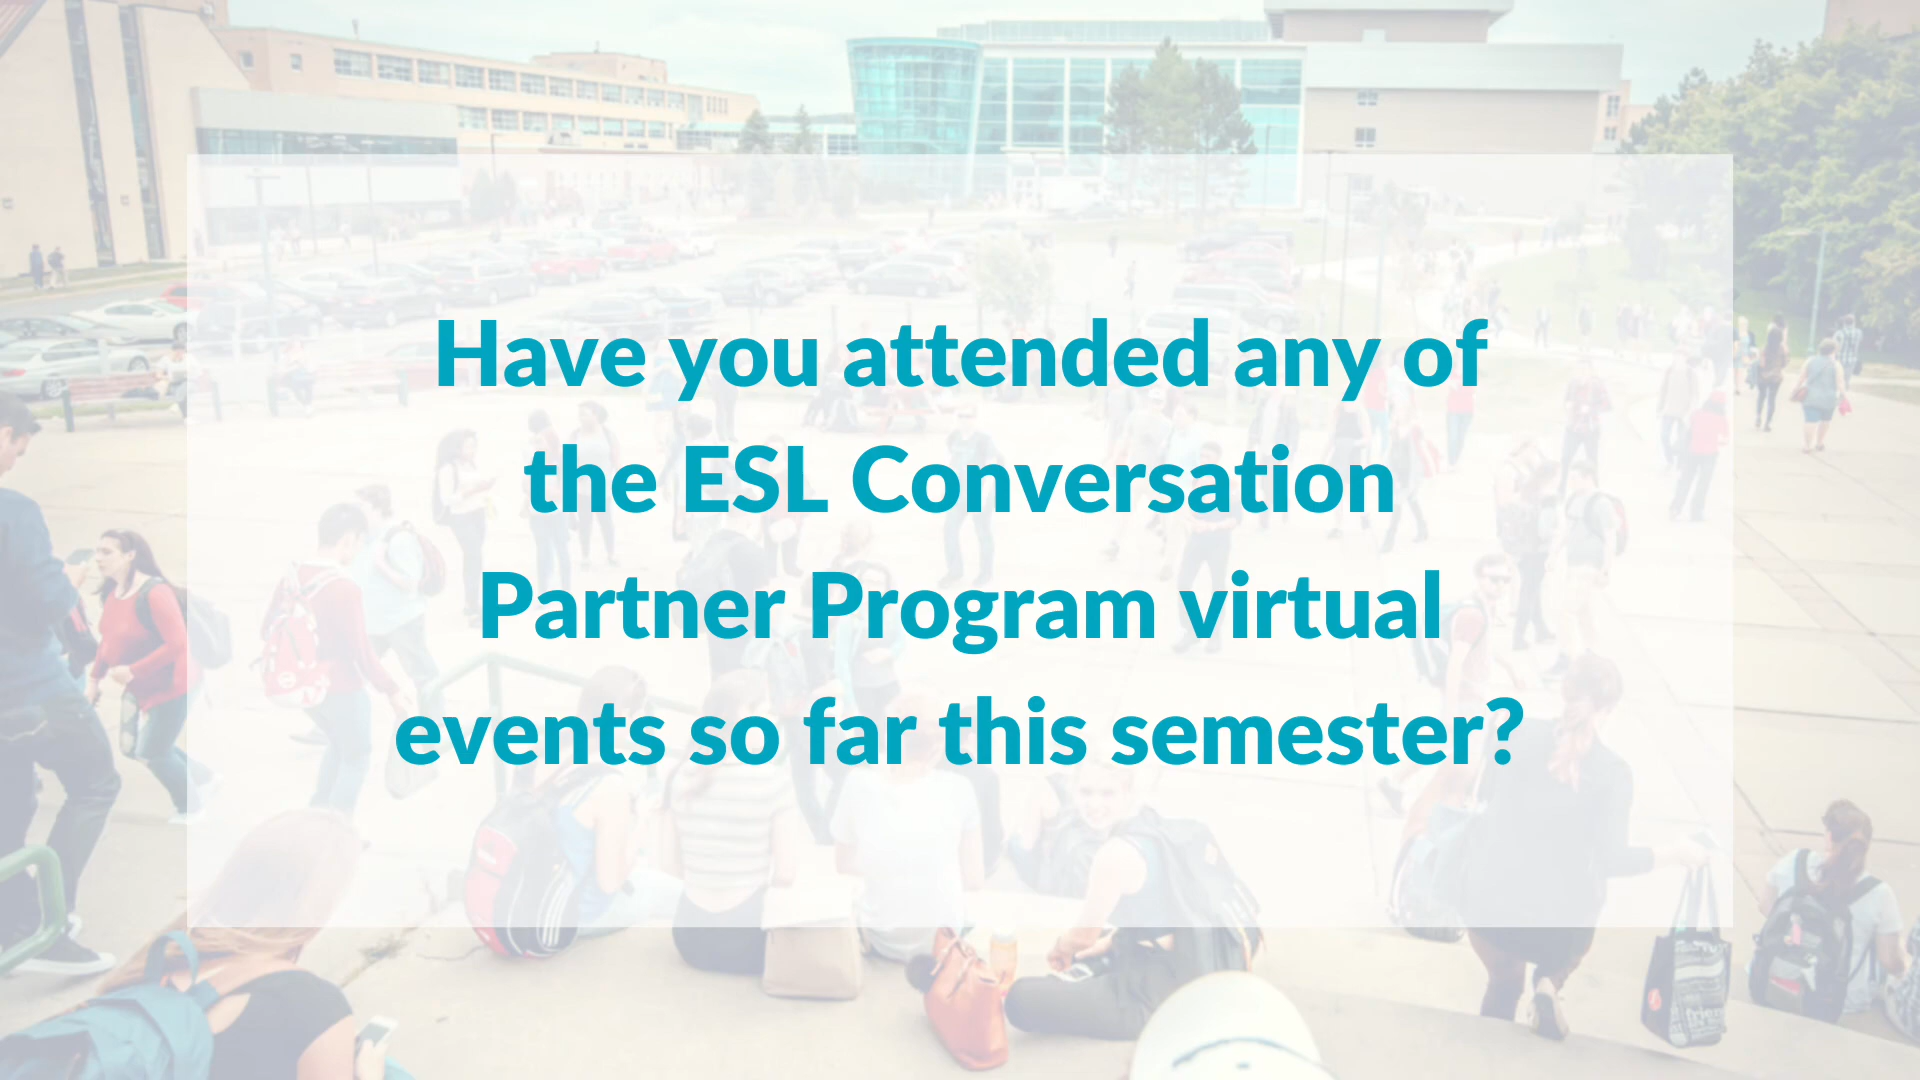 Have you attended any of
the ESL Conversation
Partner Program virtual
events so far this semester?